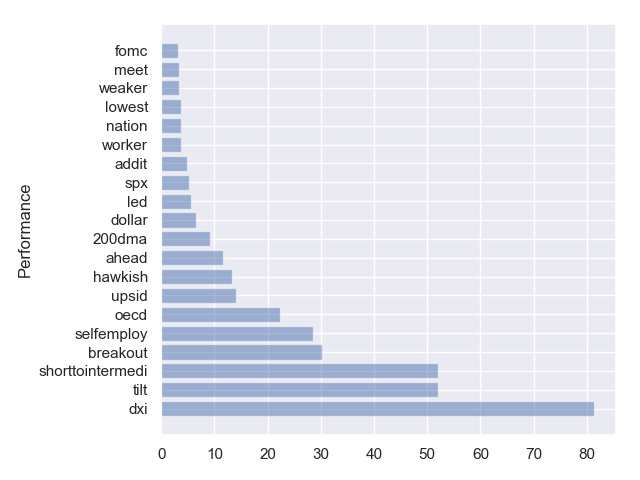 fomc
meet
weaker
lowest
nation
worker
addit
spx
led
dollar
200dma
ahead
hawkish
upsid
oecd
selfemploy
breakout
shorttointermedi
tilt
dxi
Performance
0 10 20 30 40 50 60 70 80